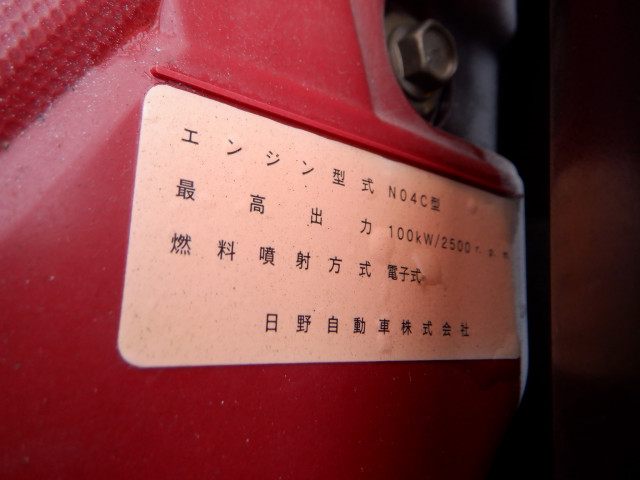 エンジン型式 N04C型
最高出力 100kW/2500r.p.m
燃料噴射方式 電子式
日野自動車株式会社